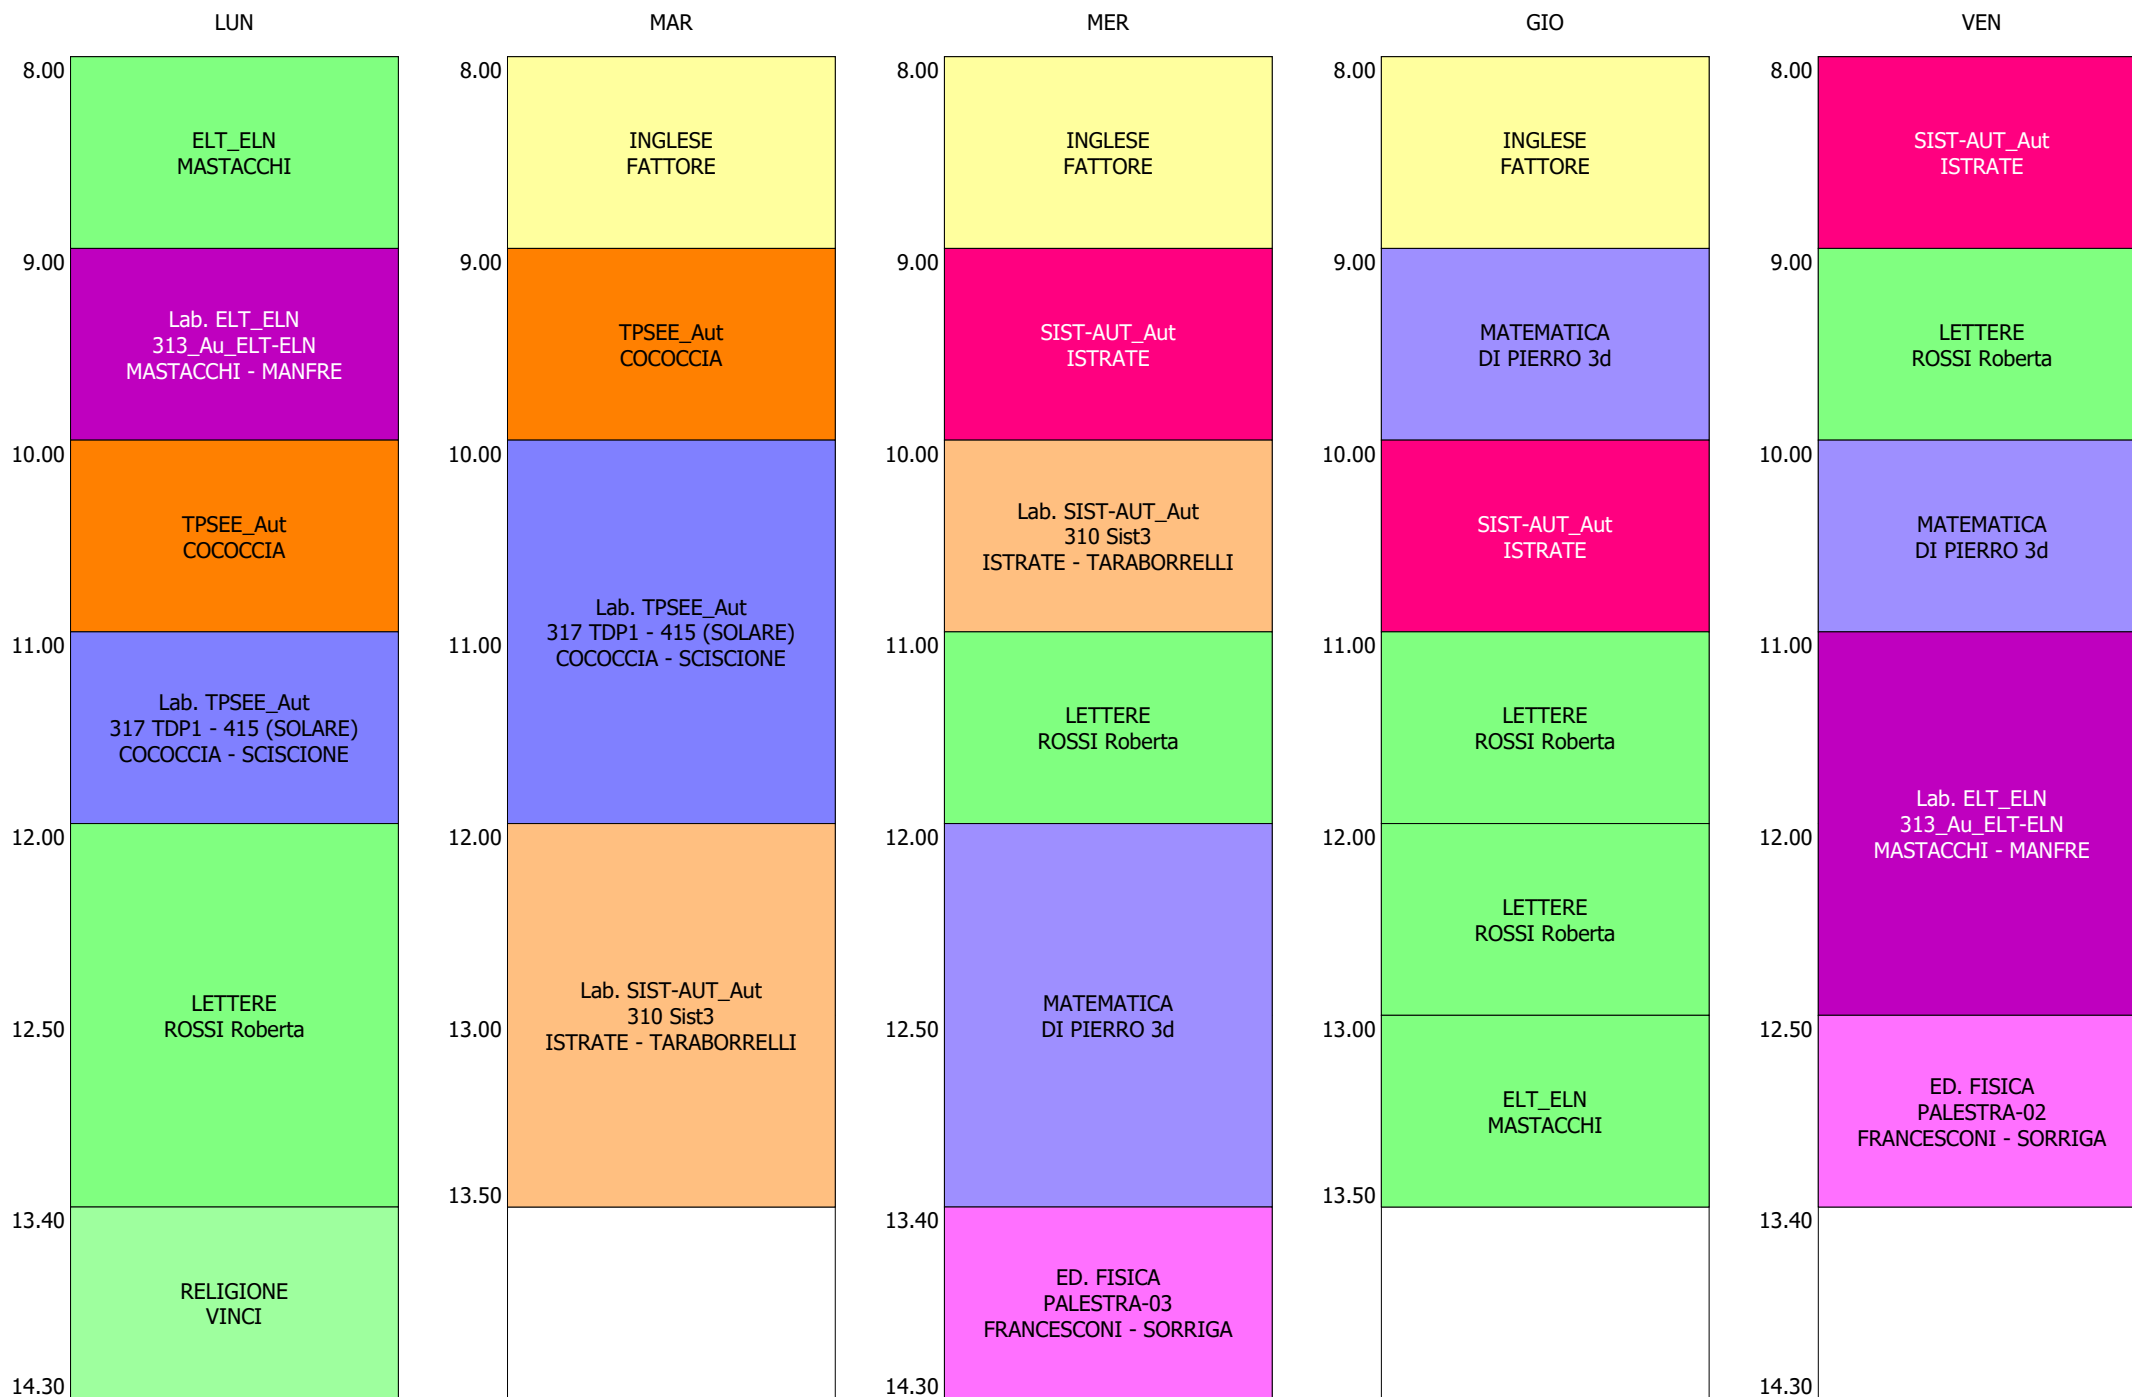 LUN
8.00
ELT_ELN
MASTACCHI
9.00
Lab. ELT_ELN
313_Au_ELT-ELN
MASTACCHI - MANFRE
10.00
TPSEE_Aut
COCOCCIA
11.00
Lab. TPSEE_Aut
317 TDP1 - 415 (SOLARE)
COCOCCIA - SCISCIONE
12.00
LETTERE
ROSSI Roberta
12.50
13.40
RELIGIONE
VINCI
14.30
MAR
8.00
INGLESE
FATTORE
9.00
TPSEE_Aut
COCOCCIA
10.00
Lab. TPSEE_Aut
317 TDP1 - 415 (SOLARE)
COCOCCIA - SCISCIONE
11.00
12.00
Lab. SIST-AUT_Aut
310 Sist3
ISTRATE - TARABORRELLI
13.00
13.50
MER
8.00
INGLESE
FATTORE
9.00
SIST-AUT_Aut
ISTRATE
10.00
Lab. SIST-AUT_Aut
310 Sist3
ISTRATE - TARABORRELLI
11.00
LETTERE
ROSSI Roberta
12.00
MATEMATICA
DI PIERRO 3d
12.50
13.40
ED. FISICA
PALESTRA-03
FRANCESCONI - SORRIGA
14.30
GIO
8.00
INGLESE
FATTORE
9.00
MATEMATICA
DI PIERRO 3d
10.00
SIST-AUT_Aut
ISTRATE
11.00
LETTERE
ROSSI Roberta
12.00
LETTERE
ROSSI Roberta
13.00
ELT_ELN
MASTACCHI
13.50
VEN
8.00
SIST-AUT_Aut
ISTRATE
9.00
LETTERE
ROSSI Roberta
10.00
MATEMATICA
DI PIERRO 3d
11.00
Lab. ELT_ELN
313_Au_ELT-ELN
MASTACCHI - MANFRE
12.00
12.50
ED. FISICA
PALESTRA-02
FRANCESCONI - SORRIGA
13.40
14.30